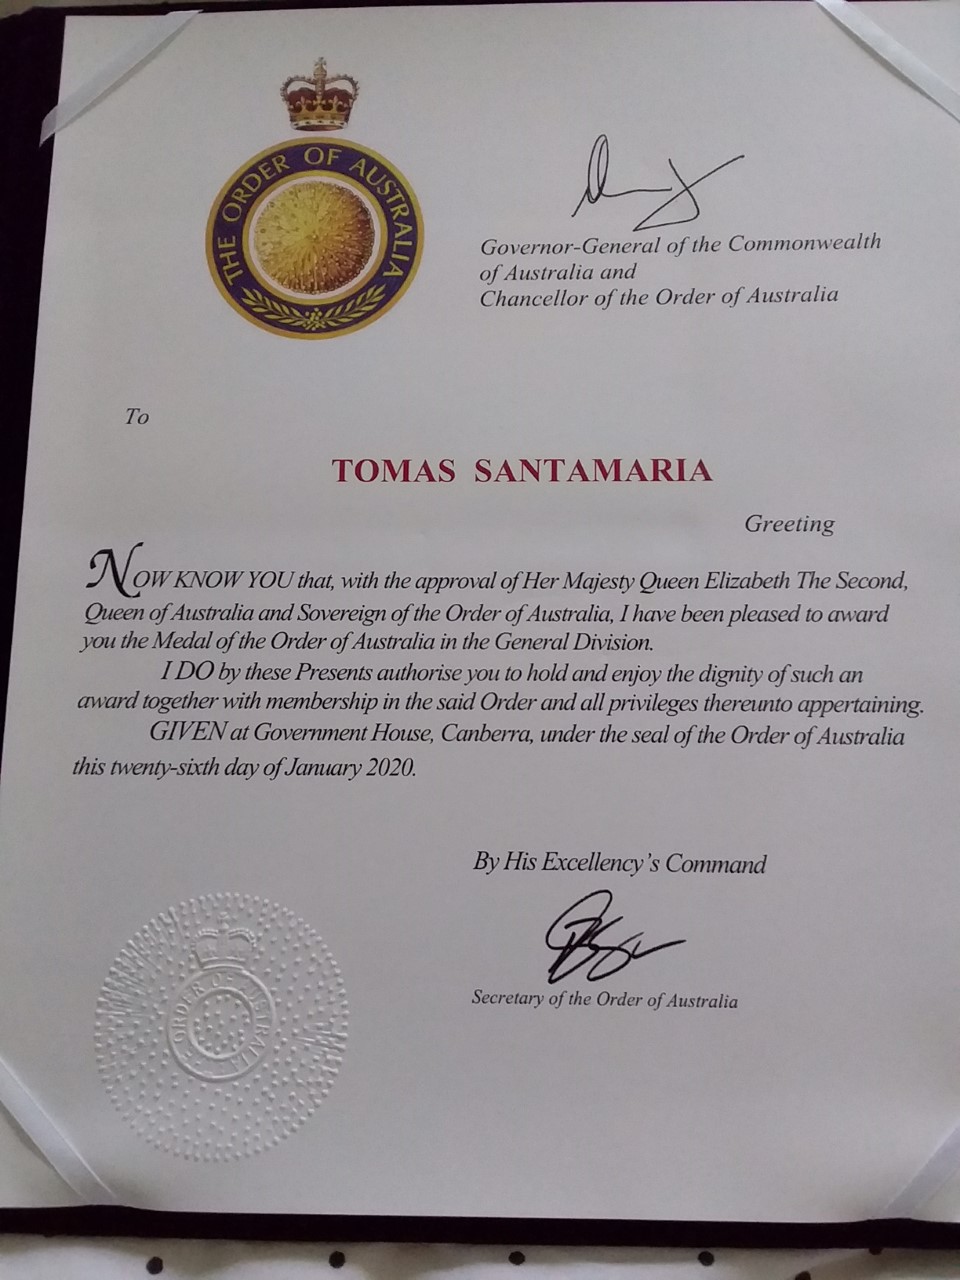 THE ORDER OF AUSTRALIA
Governor-General of the Commonwealth
of Australia and
Chancellor of the Order of Australia
To
TOMAS SANTAMARIA
Greeting
NOW KNOW YOU that, with the approval of Her Majesty Queen Elizabeth The Second,
Queen of Australia and Sovereign of the Order of Australia, I have been pleased to award
you the Medal of the Order of Australia in the General Division.
I DO by these Presents authorise you to hold and enjoy the dignity of such an
award together with membership in the said Order and all privileges thereunto appertaining.
GIVEN at Government House, Canberra, under the seal of the Order of Australia
this twenty-sixth day of January 2020.
By His Excellency's Command
Secretary of the Order of Australia
ORDER OF AUSTRALIA